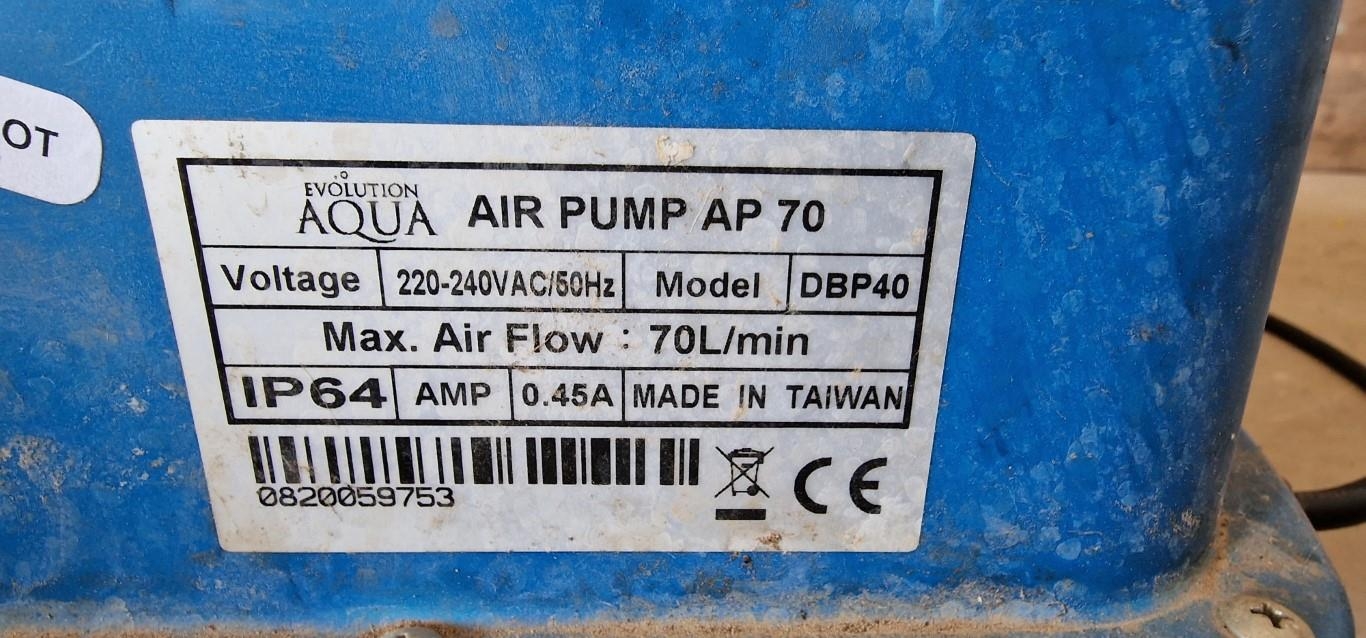 OT
EVOLUTION
AQUA AIR PUMP AP 70
Voltage 220-240VAC/50Hz Model DBP40
Max. Air Flow : 70L/min
IP64 AMP 0.45A MADE IN TAIWAN
0820059753
CE